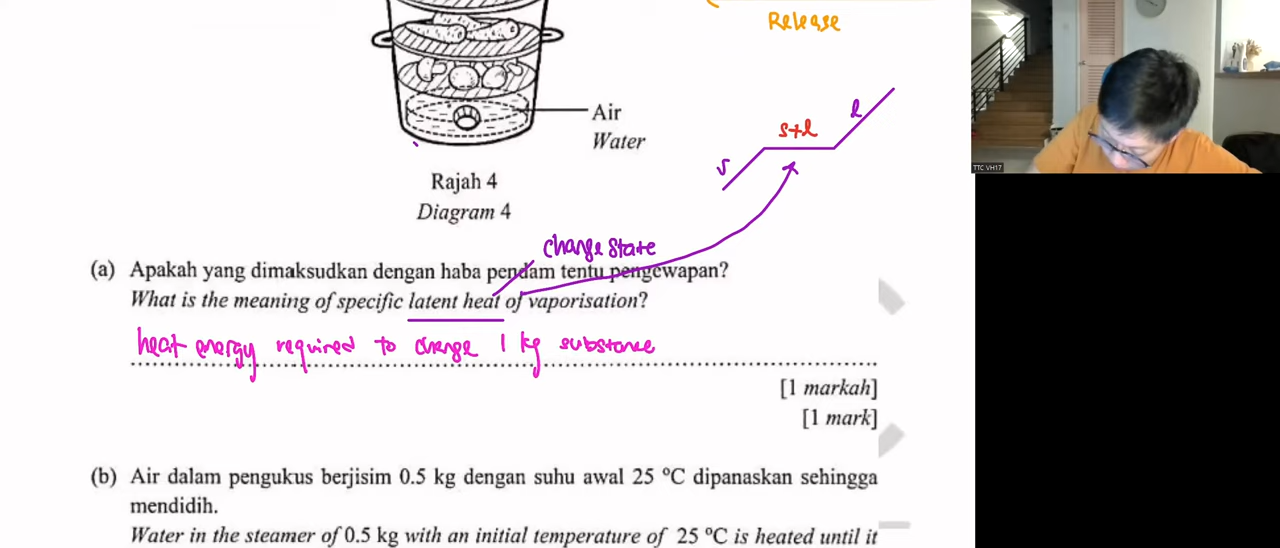 Release
Air
Water
s
s+l
l
Rajah 4
Diagram 4
change state
(a) Apakah yang dimaksudkan dengan haba pendam tentu pengewapan?
What is the meaning of specific latent heat of vaporisation?
heat energy required to change 1 kg substance
[1 markah]
[1 mark]
(b) Air dalam pengukus berjisim 0.5 kg dengan suhu awal 25 °C dipanaskan sehingga
mendidih.
Water in the steamer of 0.5 kg with an initial temperature of 25 °C is heated until it
TTC VH17